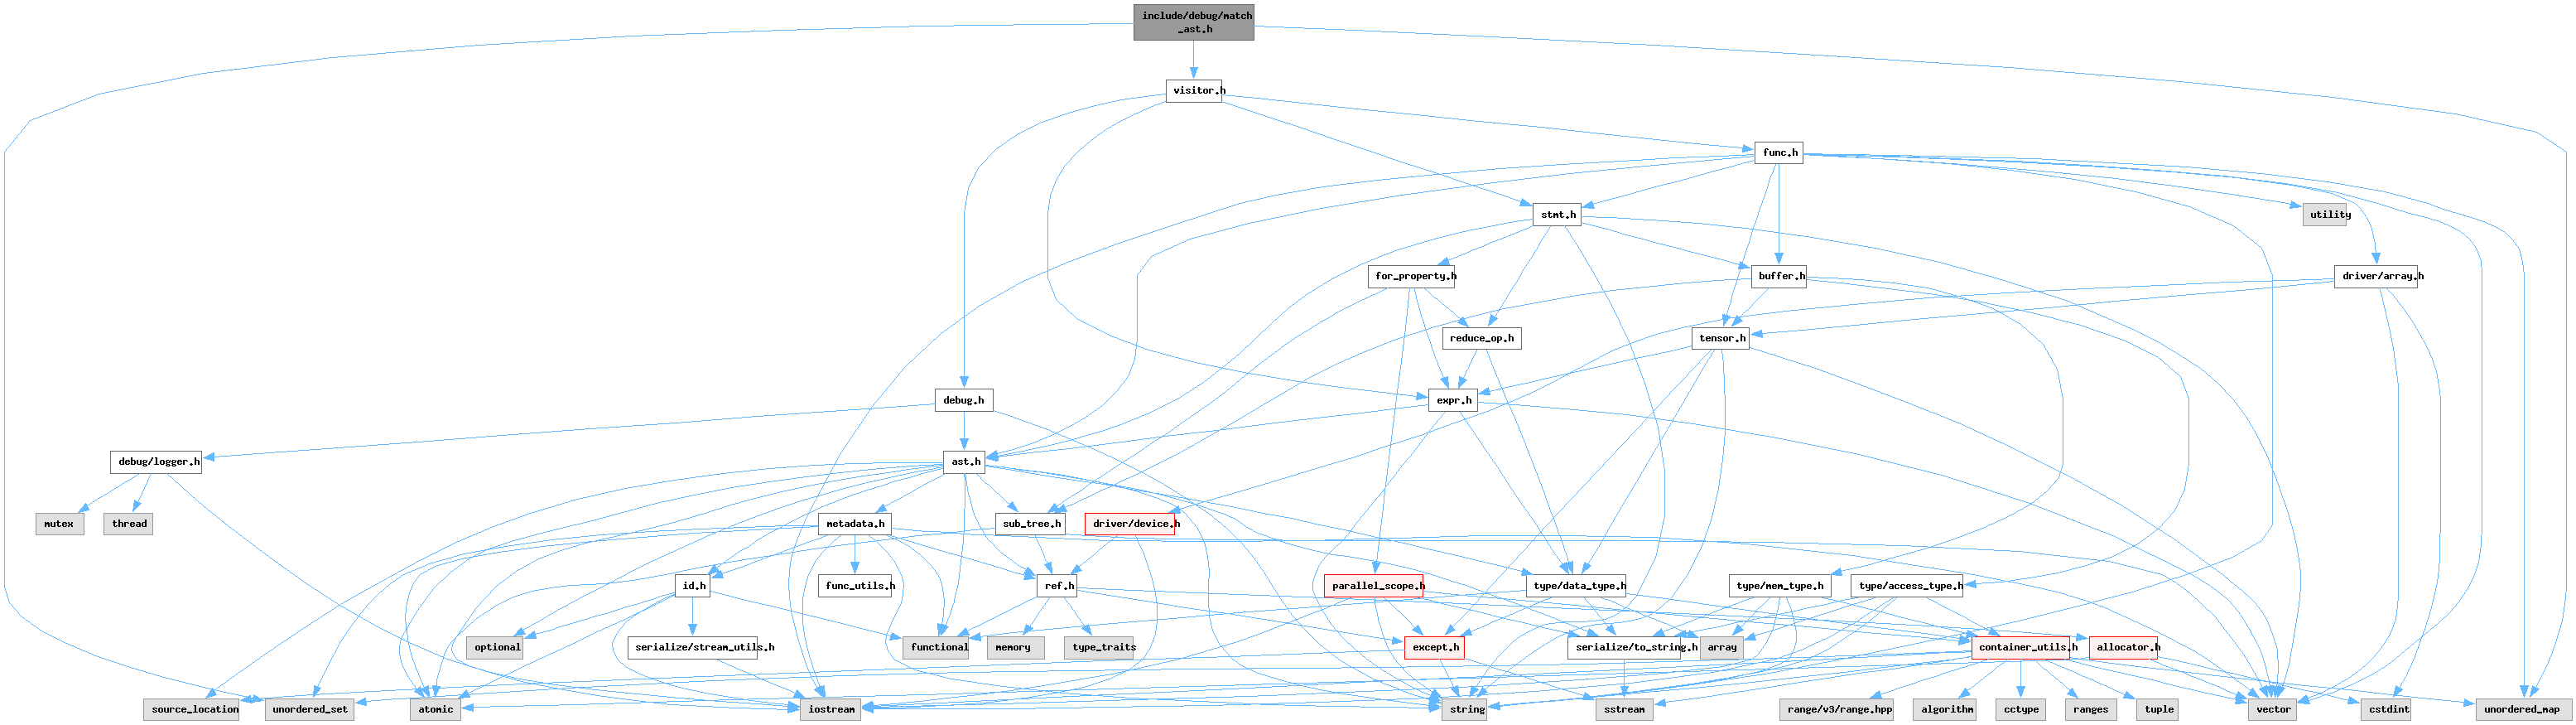 include/debug/match
_ast.h
visitor.h
func.h
stmt.h
utility
for_property.h
buffer.h
driver/array.h
reduce_op.h
tensor.h
debug.h
expr.h
debug/logger.h
ast.h
mutex
thread
metadata.h
sub_tree.h
driver/device.h
id.h
func_utils.h
ref.h
parallel_scope.h
type/data_type.h
type/mem_type.h
type/access_type.h
optional
serialize/stream_utils.h
functional
memory
type_traits
except.h
serialize/to_string.h
array
container_utils.h
allocator.h
source_location
unordered_set
atomic
iostream
string
sstream
range/v3/range.hpp
algorithm
cctype
ranges
tuple
vector
cstdint
unordered_map